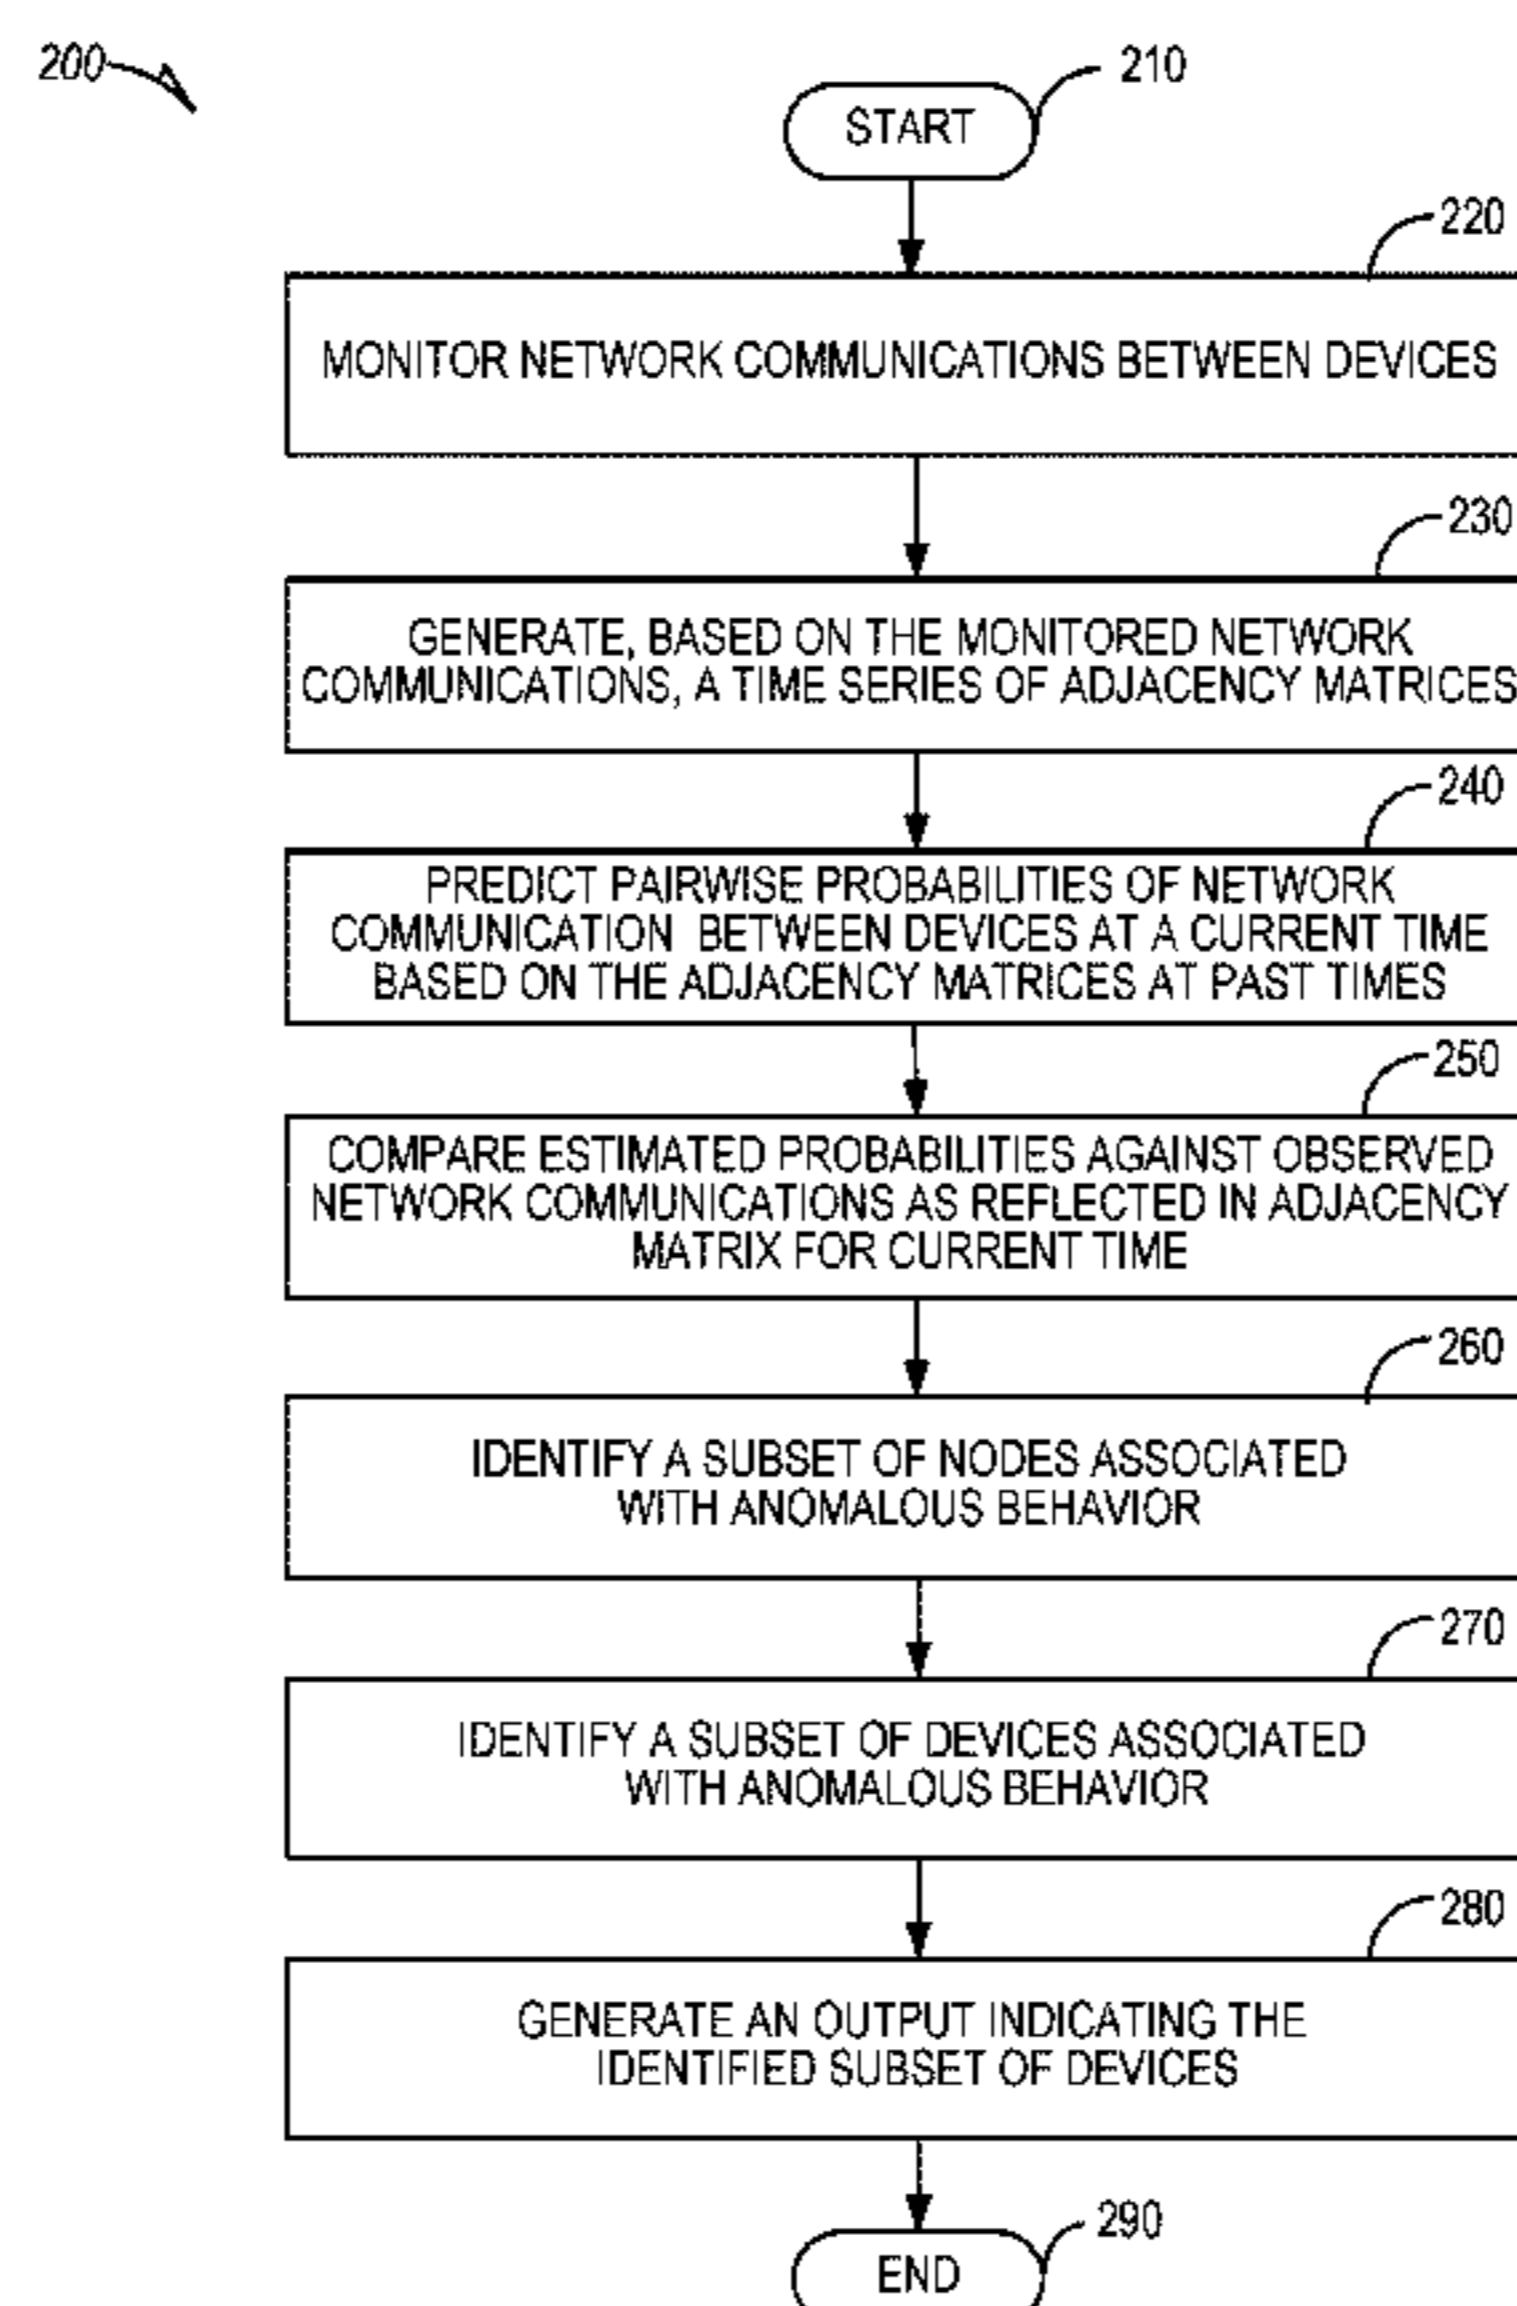 200
210
START
220
MONITOR NETWORK COMMUNICATIONS BETWEEN DEVICES
230
GENERATE, BASED ON THE MONITORED NETWORK
COMMUNICATIONS, A TIME SERIES OF ADJACENCY MATRICES
240
PREDICT PAIRWISE PROBABILITIES OF NETWORK
COMMUNICATION BETWEEN DEVICES AT A CURRENT TIME
BASED ON THE ADJACENCY MATRICES AT PAST TIMES
250
COMPARE ESTIMATED PROBABILITIES AGAINST OBSERVED
NETWORK COMMUNICATIONS AS REFLECTED IN ADJACENCY
MATRIX FOR CURRENT TIME
260
IDENTIFY A SUBSET OF NODES ASSOCIATED
WITH ANOMALOUS BEHAVIOR
270
IDENTIFY A SUBSET OF DEVICES ASSOCIATED
WITH ANOMALOUS BEHAVIOR
280
GENERATE AN OUTPUT INDICATING THE
IDENTIFIED SUBSET OF DEVICES
290
END